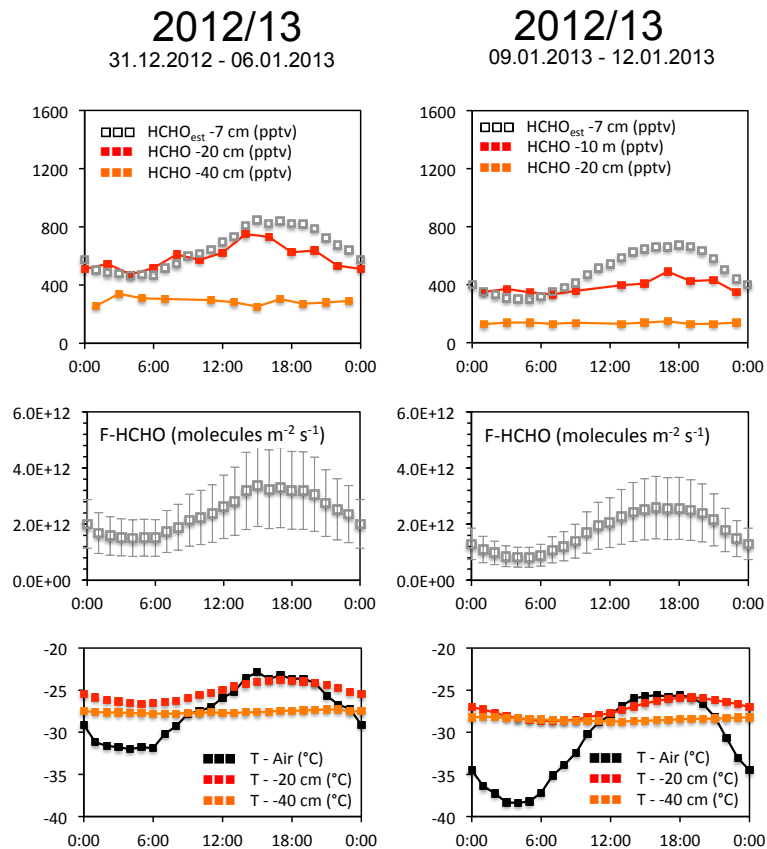 2012/13
31.12.2012 - 06.01.2013
1600
1200
800
400
0
HCHOest -7 cm (pptv)
HCHO -20 cm (pptv)
HCHO -40 cm (pptv)
0:00 6:00 12:00 18:00 0:00
6.0E+12
4.0E+12
2.0E+12
0.0E+00
F-HCHO (molecules m-2 s-1)
0:00 6:00 12:00 18:00 0:00
-20
-25
-30
-35
-40
T - Air (°C)
T - -20 cm (°C)
T - -40 cm (°C)
0:00 6:00 12:00 18:00 0:00
2012/13
09.01.2013 - 12.01.2013
1600
1200
800
400
0
HCHOest -7 cm (pptv)
HCHO -10 m (pptv)
HCHO -20 cm (pptv)
0:00 6:00 12:00 18:00 0:00
6.0E+12
4.0E+12
2.0E+12
0.0E+00
F-HCHO (molecules m-2 s-1)
0:00 6:00 12:00 18:00 0:00
-20
-25
-30
-35
-40
T - Air (°C)
T - -20 cm (°C)
T - -40 cm (°C)
0:00 6:00 12:00 18:00 0:00